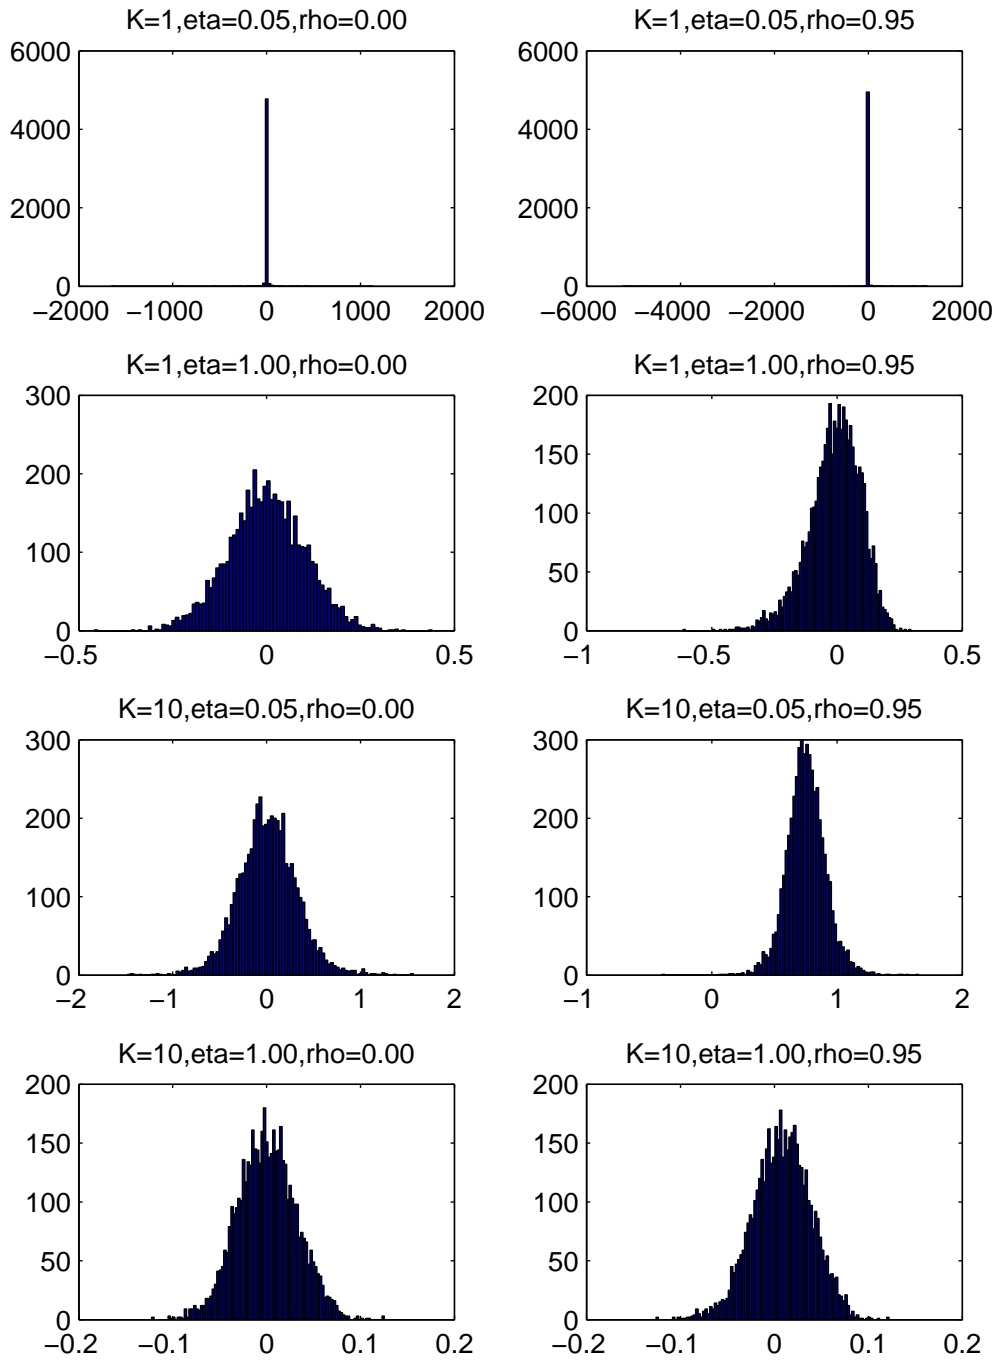 K=1,eta=0.05,rho=0.00
6000
4000
2000
0
−2000 −1000 0 1000 2000
K=1,eta=0.05,rho=0.95
6000
4000
2000
0
−6000 −4000 −2000 0 2000
K=1,eta=1.00,rho=0.00
300
200
100
0
−0.5 0 0.5
K=1,eta=1.00,rho=0.95
200
150
100
50
0
−1 −0.5 0 0.5
K=10,eta=0.05,rho=0.00
300
200
100
0
−2 −1 0 1 2
K=10,eta=0.05,rho=0.95
300
200
100
0
−1 0 1 2
K=10,eta=1.00,rho=0.00
200
150
100
50
0
−0.2 −0.1 0 0.1 0.2
K=10,eta=1.00,rho=0.95
200
150
100
50
0
−0.2 −0.1 0 0.1 0.2